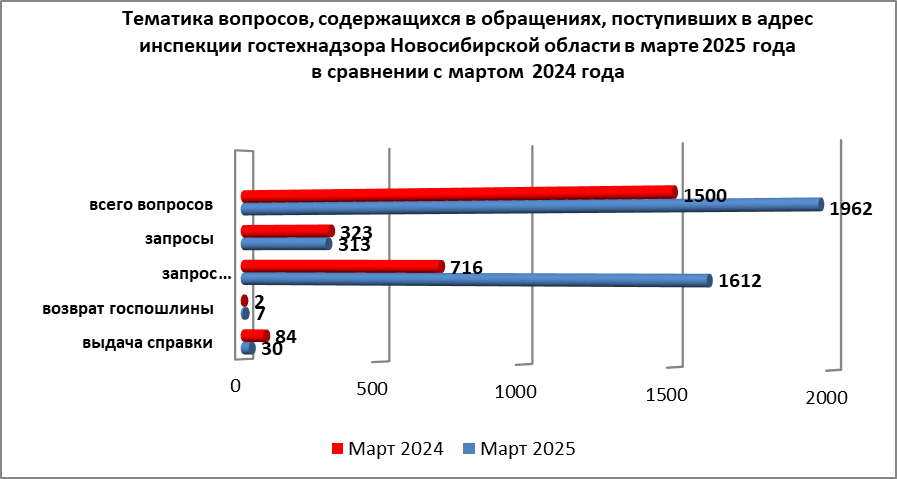 Тематика вопросов, содержащихся в обращениях, поступивших в адрес
инспекции гостехнадзора Новосибирской области в марте 2025 года
в сравнении с мартом 2024 года
всего вопросов
1500
1962
запросы
323
313
запрос...
716
1612
возврат госпошлины
2
7
выдача справки
84
30
0
500
1000
1500
2000
Март 2024
Март 2025